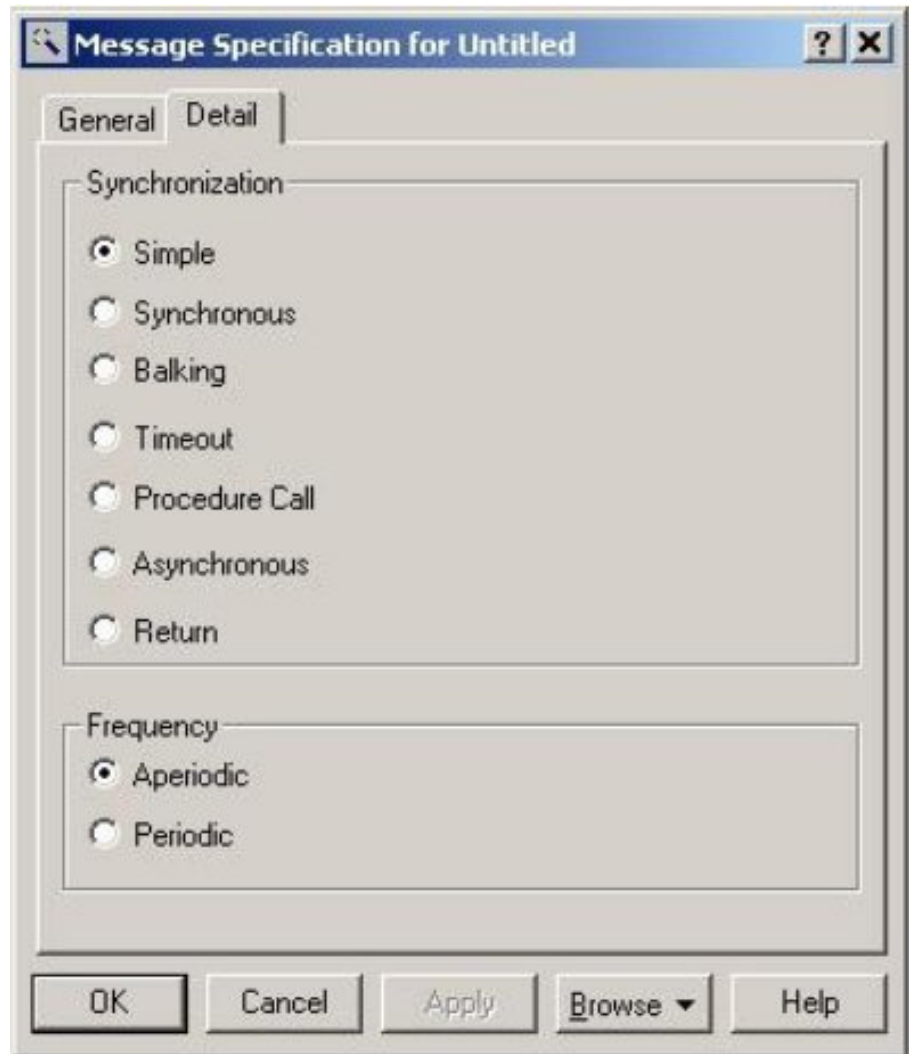 Message Specification for Untitled
General Detail
Synchronization
Simple
Synchronous
Balking
Timeout
Procedure Call
Asynchronous
Return
Frequency
Aperiodic
Periodic
OK Cancel Apply Browse Help